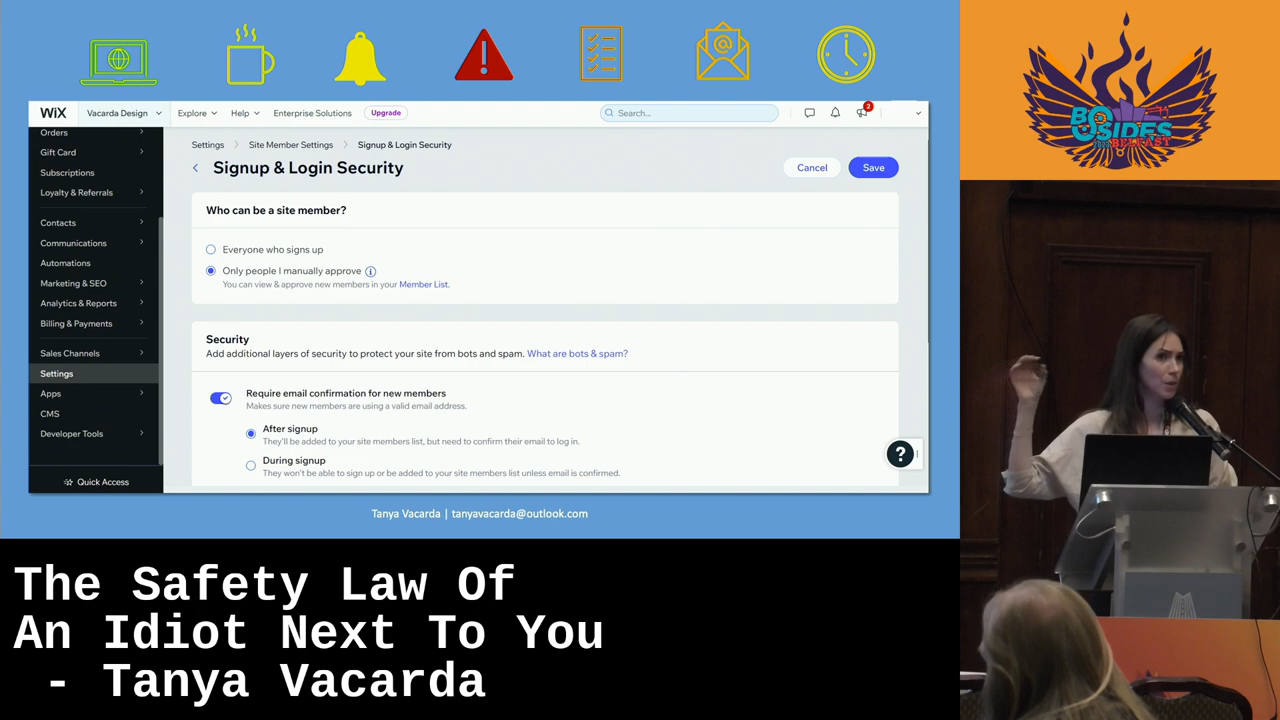 WiX
Vacarda Design
Explore
Help
Enterprise Solutions
Upgrade
Search...
2
Orders
Gift Card
Subscriptions
Loyalty & Referrals
Contacts
Communications
Automations
Marketing & SEO
Analytics & Reports
Billing & Payments
Sales Channels
Settings
Apps
CMS
Developer Tools
Quick Access
Settings > Site Member Settings > Signup & Login Security
Signup & Login Security
Cancel
Save
Who can be a site member?
Everyone who signs up
Only people I manually approve
You can view & approve new members in your Member List.
Security
Add additional layers of security to protect your site from bots and spam. What are bots & spam?
Require email confirmation for new members
Makes sure new members are using a valid email address.
After signup
They'll be added to your site members list, but need to confirm their email to log in.
During signup
They won't be able to sign up or be added to your site members list unless email is confirmed.
?
Tanya Vacarda | tanyavacarda@outlook.com
BSIDES
BELFAST
The Safety Law Of
An Idiot Next To You
- Tanya Vacarda